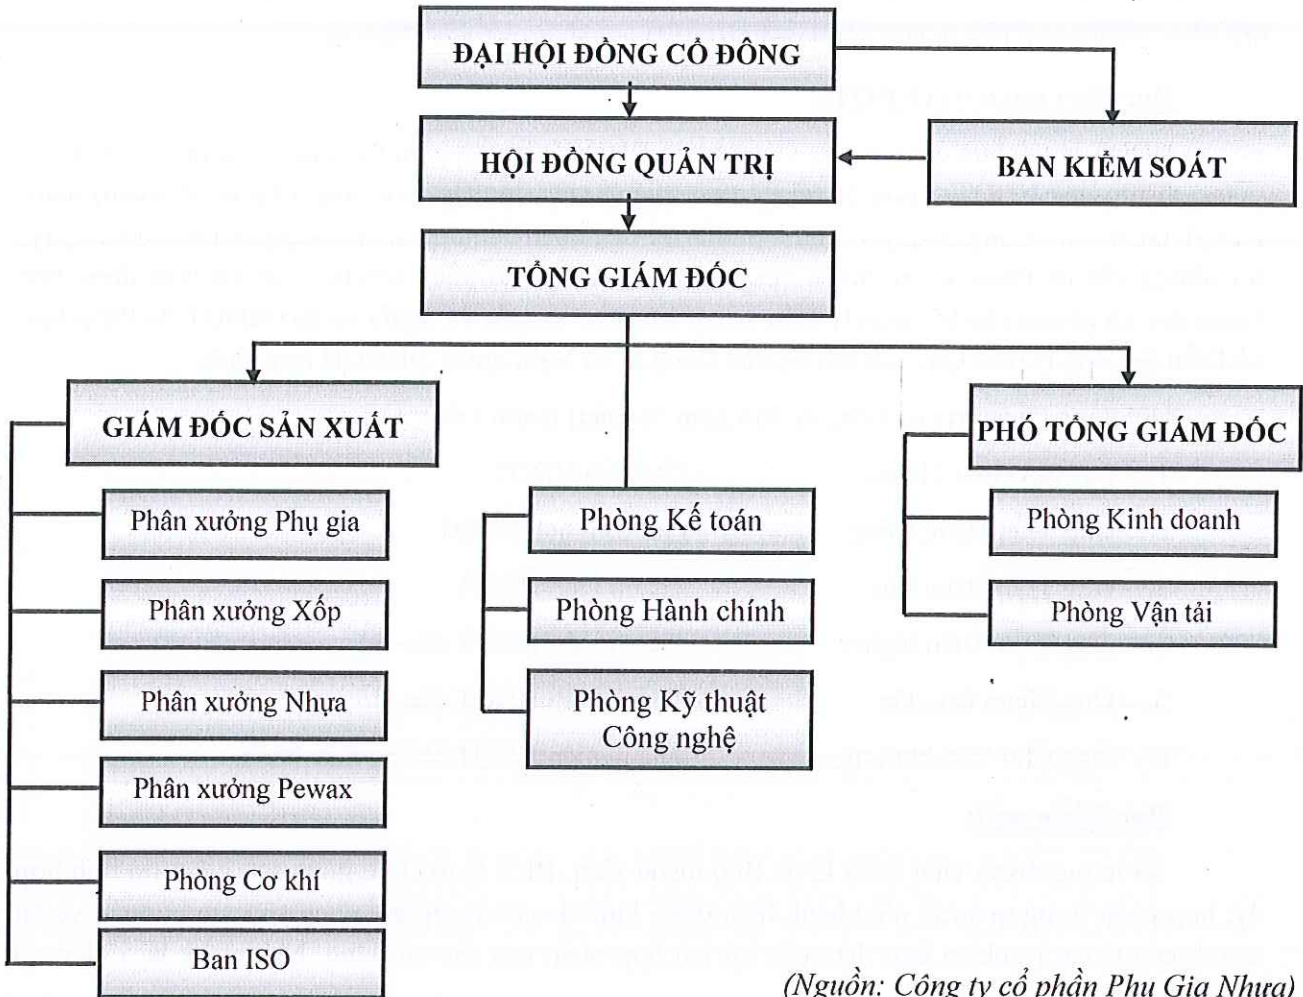 ĐẠI HỘI ĐỒNG CỔ ĐÔNG
HỘI ĐỒNG QUẢN TRỊ
BAN KIỂM SOÁT
TỔNG GIÁM ĐỐC
GIÁM ĐỐC SẢN XUẤT
PHÓ TỔNG GIÁM ĐỐC
Phân xưởng Phụ gia
Phân xưởng Xốp
Phân xưởng Nhựa
Phân xưởng Pewax
Phòng Cơ khí
Ban ISO
Phòng Kế toán
Phòng Hành chính
Phòng Kỹ thuật
Công nghệ
Phòng Kinh doanh
Phòng Vận tải
(Nguồn: Công ty cổ phần Phụ Gia Nhựa)